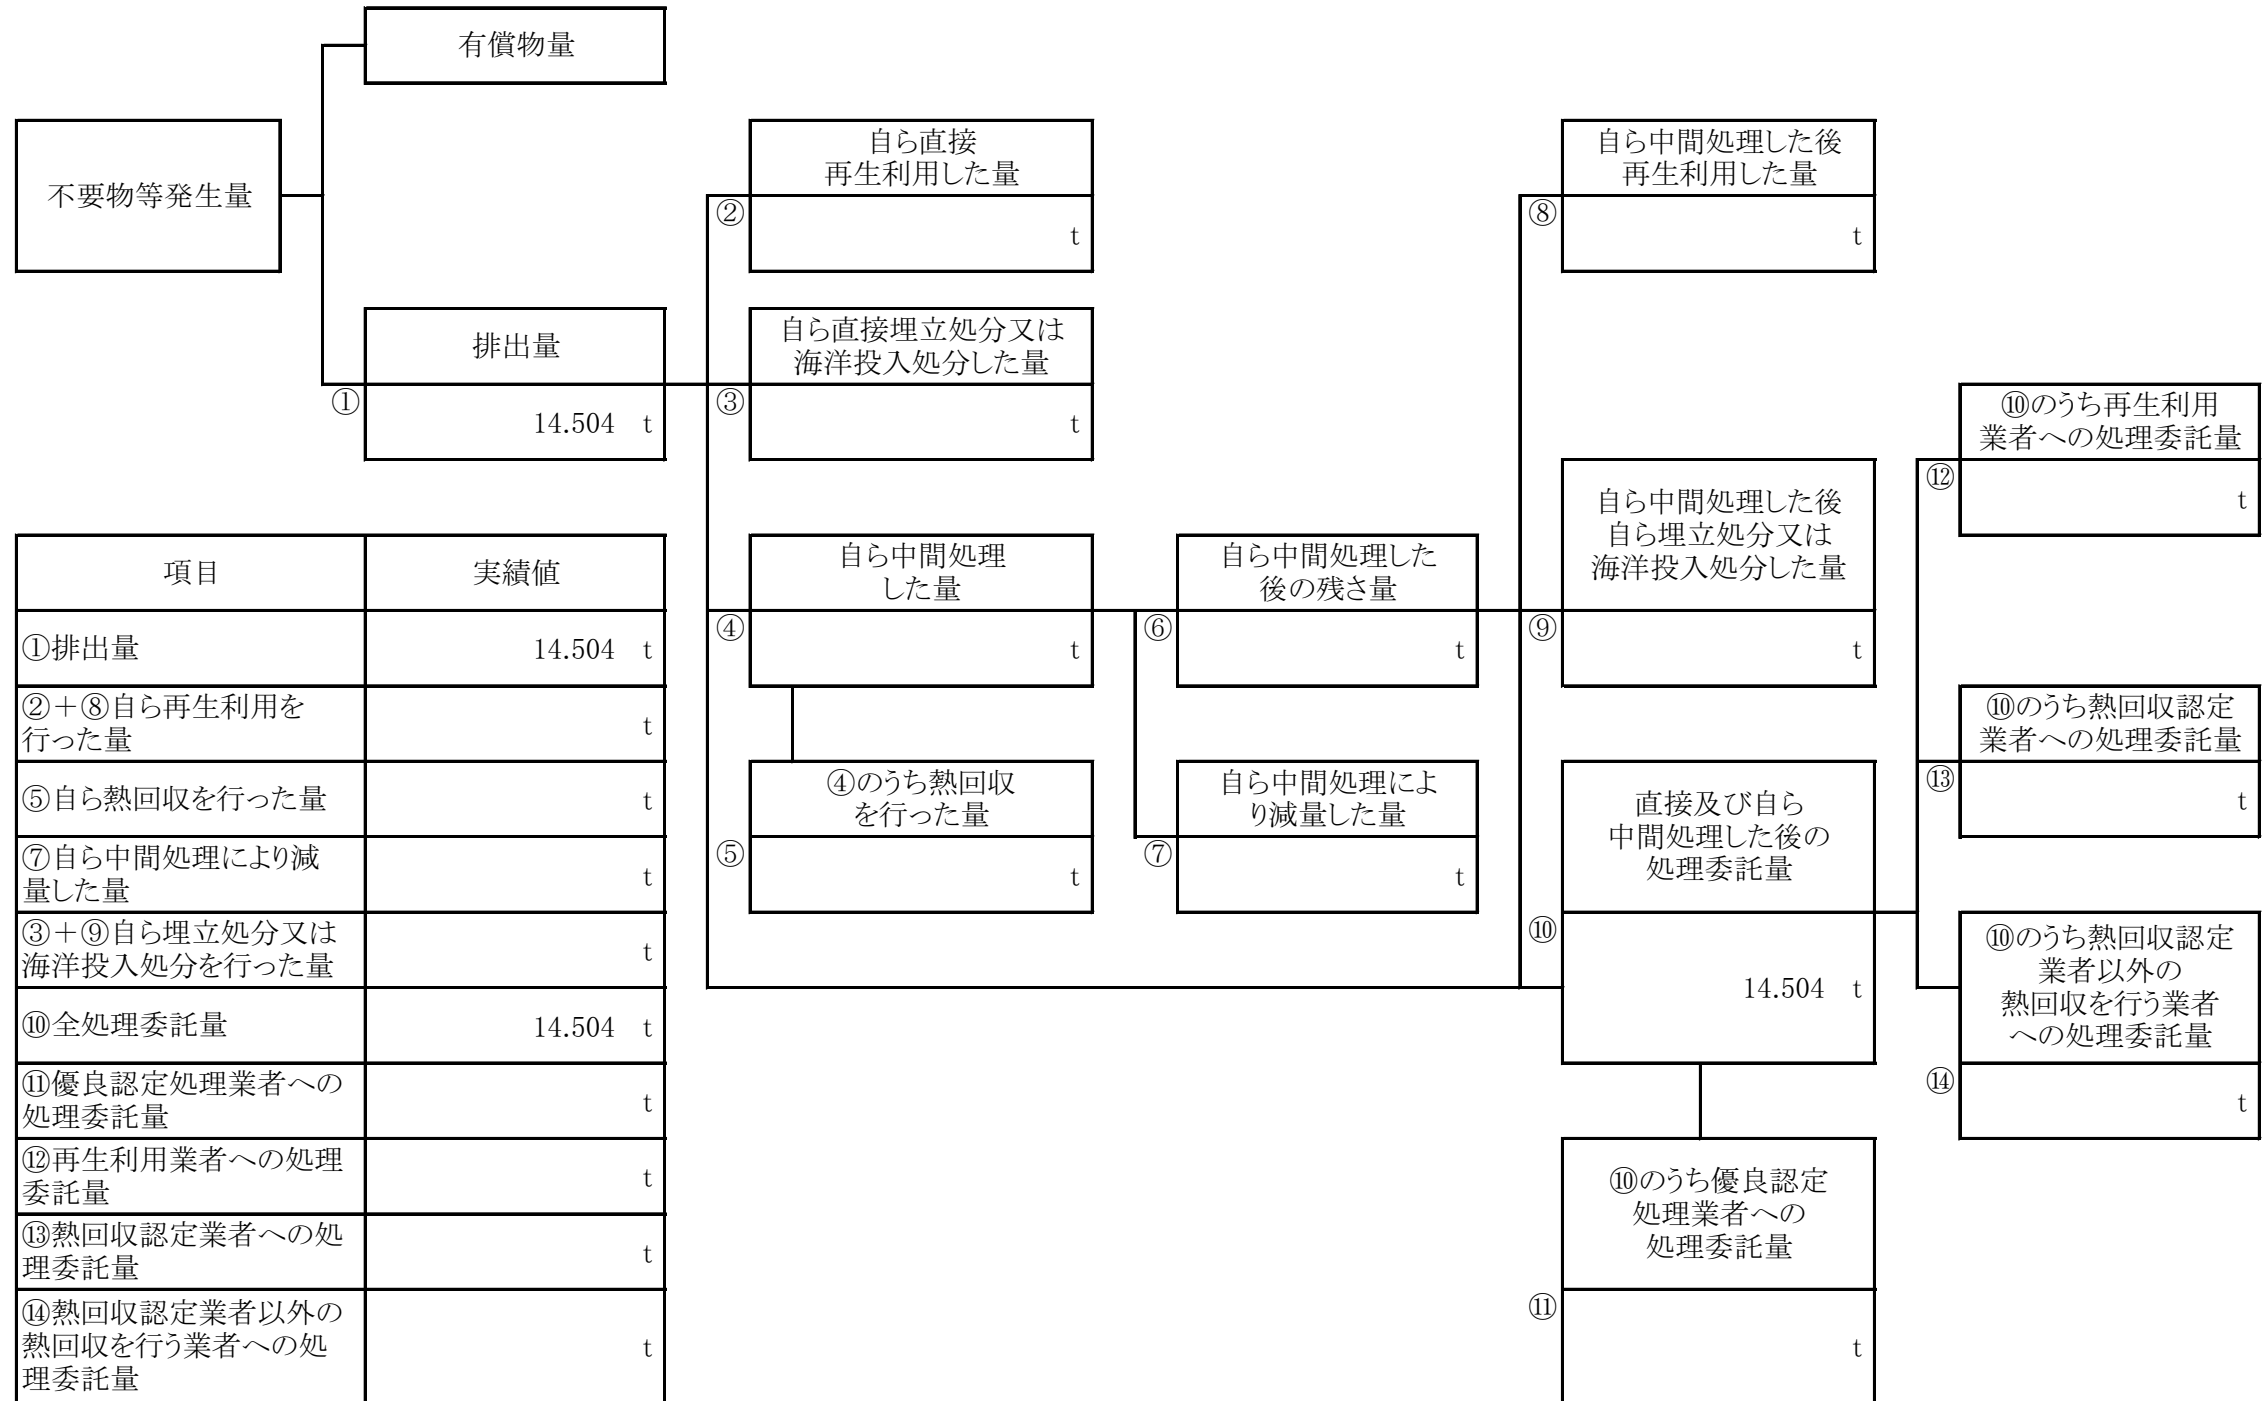 有償物量
不要物等発生量
自ら直接
再生利用した量
②
t
自ら中間処理した後
再生利用した量
⑧
t
排出量
①
14.504 t
自ら直接埋立処分又は
海洋投入処分した量
③
t
⑩のうち再生利用
業者への処理委託量
⑫
t
自ら中間処理
した量
④
t
自ら中間処理した
後の残さ量
⑥
t
自ら中間処理した後
自ら埋立処分又は
海洋投入処分した量
⑨
t
⑩のうち熱回収認定
業者への処理委託量
⑬
t
④のうち熱回収
を行った量
⑤
t
自ら中間処理によ
り減量した量
⑦
t
直接及び自ら
中間処理した後の
処理委託量
⑩
14.504 t
⑩のうち熱回収認定
業者以外の
熱回収を行う業者
への処理委託量
⑭
t
⑩のうち優良認定
処理業者への
処理委託量
⑪
t
項目 実績値
①排出量 14.504 t
②+⑧自ら再生利用を
行った量
t
⑤自ら熱回収を行った量 t
⑦自ら中間処理により減
量した量
t
③+⑨自ら埋立処分又は
海洋投入処分を行った量
t
⑩全処理委託量 14.504 t
⑪優良認定処理業者への
処理委託量
t
⑫再生利用業者への処理
委託量
t
⑬熱回収認定業者への処
理委託量
t
⑭熱回収認定業者以外の
熱回収を行う業者への処
理委託量
t